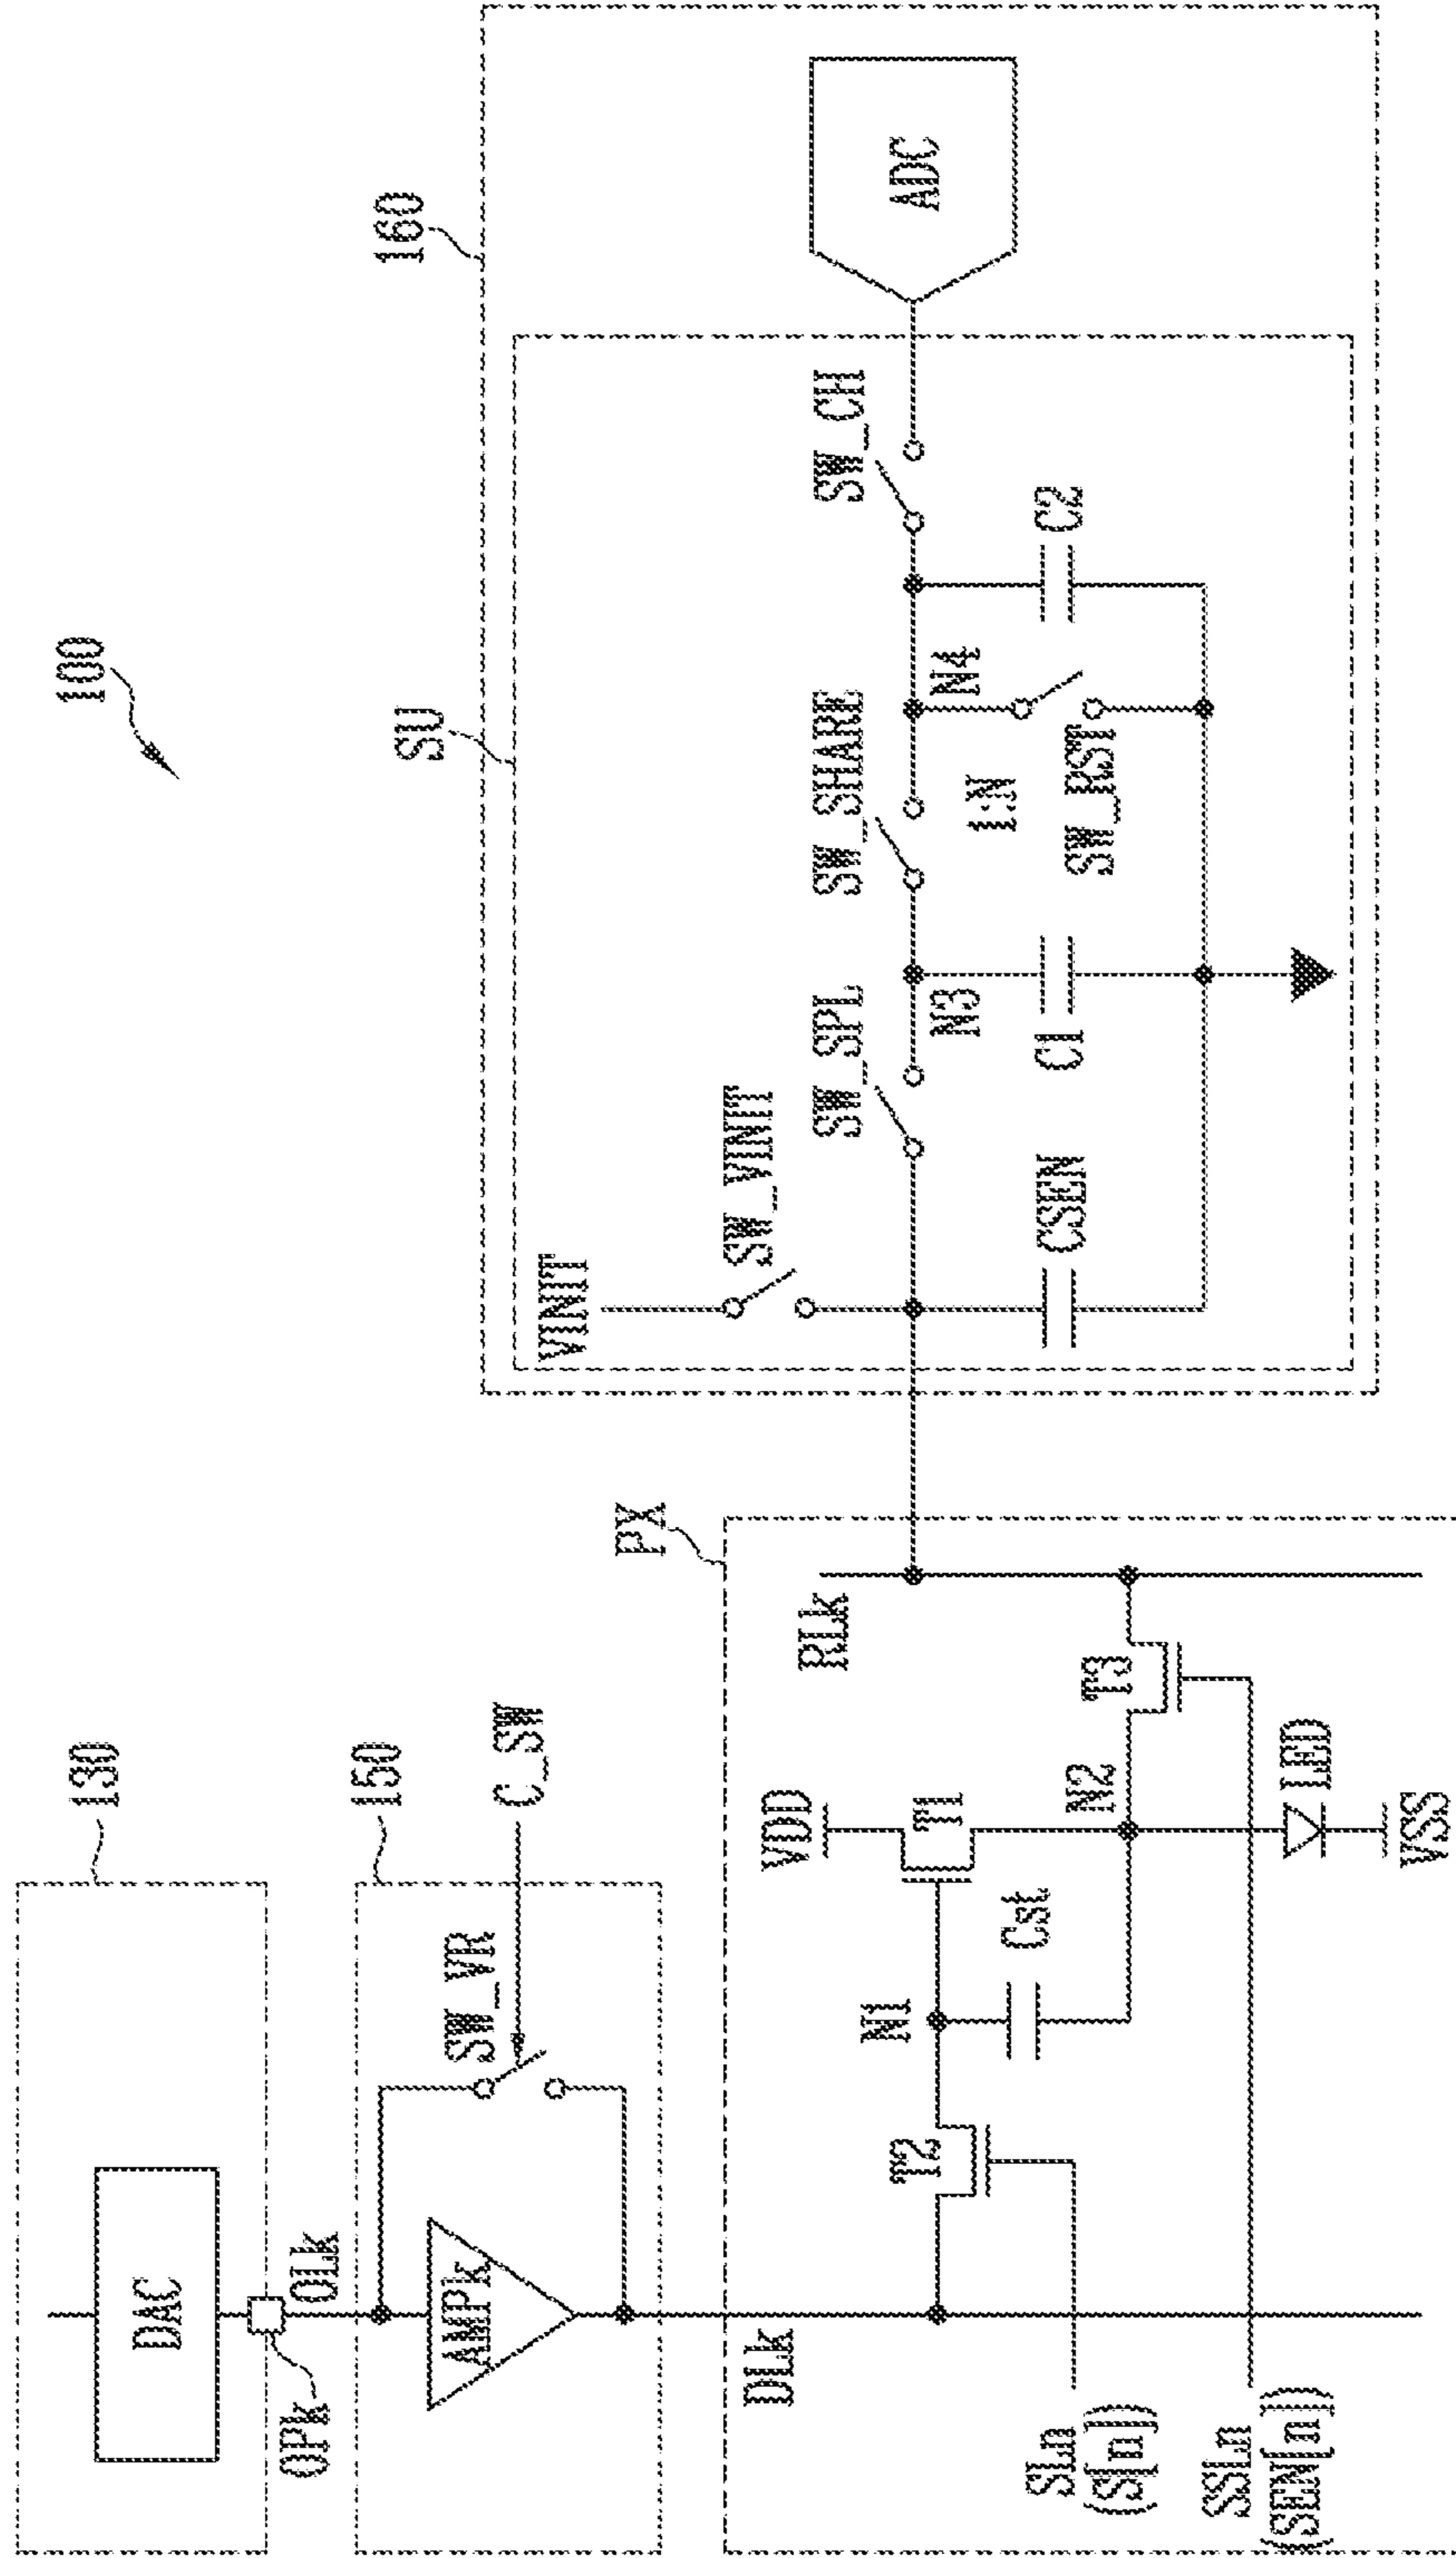 100
130
DAC
OPk
OLk
150
AMPk
SW_VR
C_SW
PX
DLk
VDD
T1
N1
T2
Cst
N2
T3
RLk
LED
VSS
SLn
(S[n])
SSLn
(SEN[n])
160
SU
VINIT
SW_VINIT
SW_SPL
SW_SHARE
SW_CH
ADC
N3
N4
1:N
CSEN
C1
SW_RST
C2